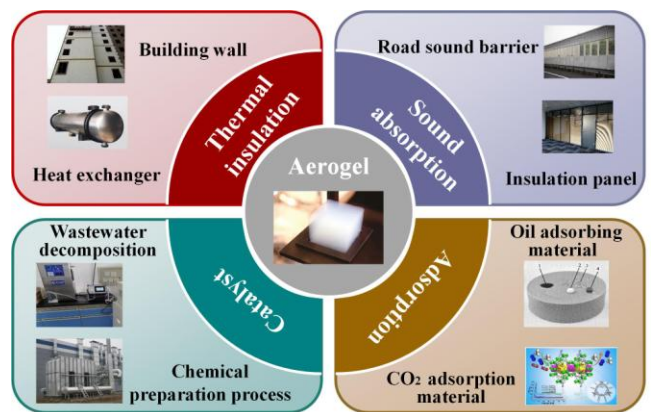 Building wall
Heat exchanger
Thermal
insulation
Road sound barrier
Insulation panel
Sound
absorption
Aerogel
Wastewater
decomposition
Chemical
preparation process
Catalyst
Oil adsorbing
material
CO₂ adsorption
material
Adsorption